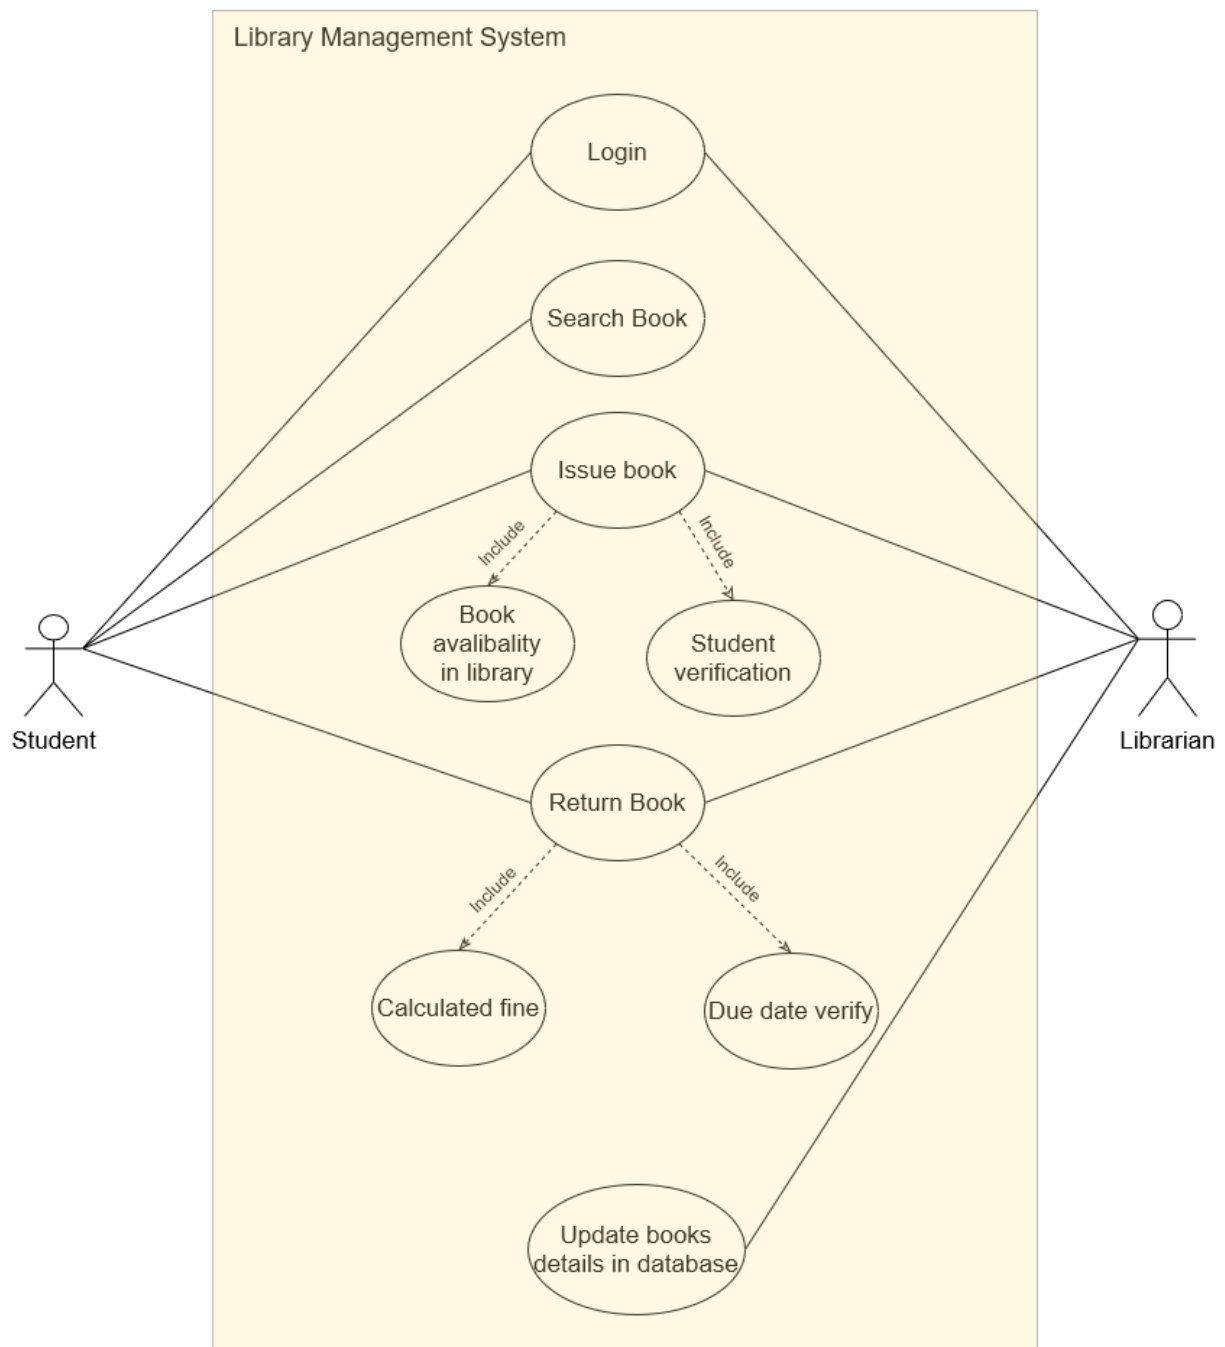 Library Management System
Login
Search Book
Issue book
Include
Include
Book
avalibality
in library
Student
verification
Student
Librarian
Return Book
Include
Include
Calculated fine
Due date verify
Update books
details in database